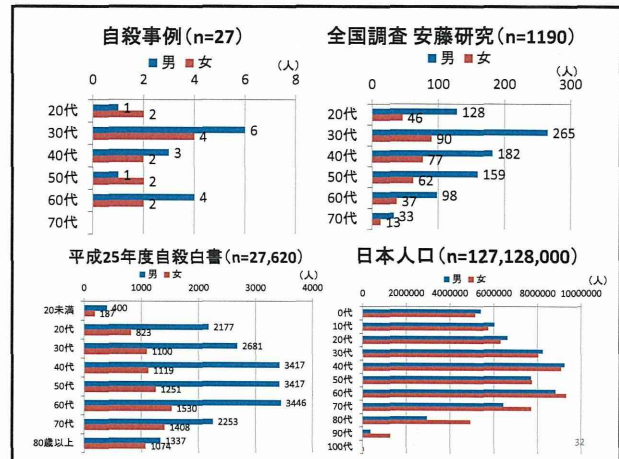 自殺事例(n=27)
■男 ■女
(人)
0 2 4 6 8
20代 1 2
30代 6 4
40代 3 2
50代 1 2
60代 4 2
70代
全国調査 安藤研究(n=1190)
■男 ■女
(人)
0 100 200 300
20代 128 46
30代 265 90
40代 182 77
50代 159 62
60代 98 37
70代 33 13
平成25年度自殺白書(n=27,620)
■男 ■女
(人)
0 1000 2000 3000 4000
20未満 400 187
20代 2177 823
30代 2681 1100
40代 3417 1119
50代 3417 1251
60代 3446 1530
70代 2253 1408
80歳以上 1337 1074
日本人口(n=127,128,000)
■男 ■女
(人)
0 2000000 4000000 6000000 8000000 10000000
0代
10代
20代
30代
40代
50代
60代
70代
80代
90代
100代
32